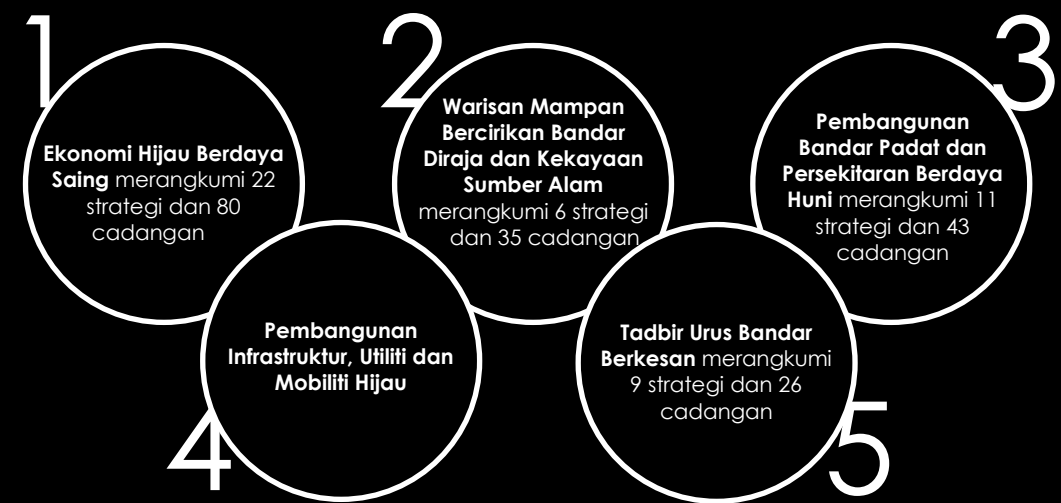 1
Ekonomi Hijau Berdaya
Saing merangkumi 22
strategi dan 80
cadangan
2
Warisan Mampan
Bercirikan Bandar
Diraja dan Kekayaan
Sumber Alam
merangkumi 6 strategi
dan 35 cadangan
3
Pembangunan
Bandar Padat dan
Persekitaran Berdaya
Huni merangkumi 11
strategi dan 43
cadangan
4
Pembangunan
Infrastruktur, Utiliti dan
Mobiliti Hijau
5
Tadbir Urus Bandar
Berkesan merangkumi
9 strategi dan 26
cadangan